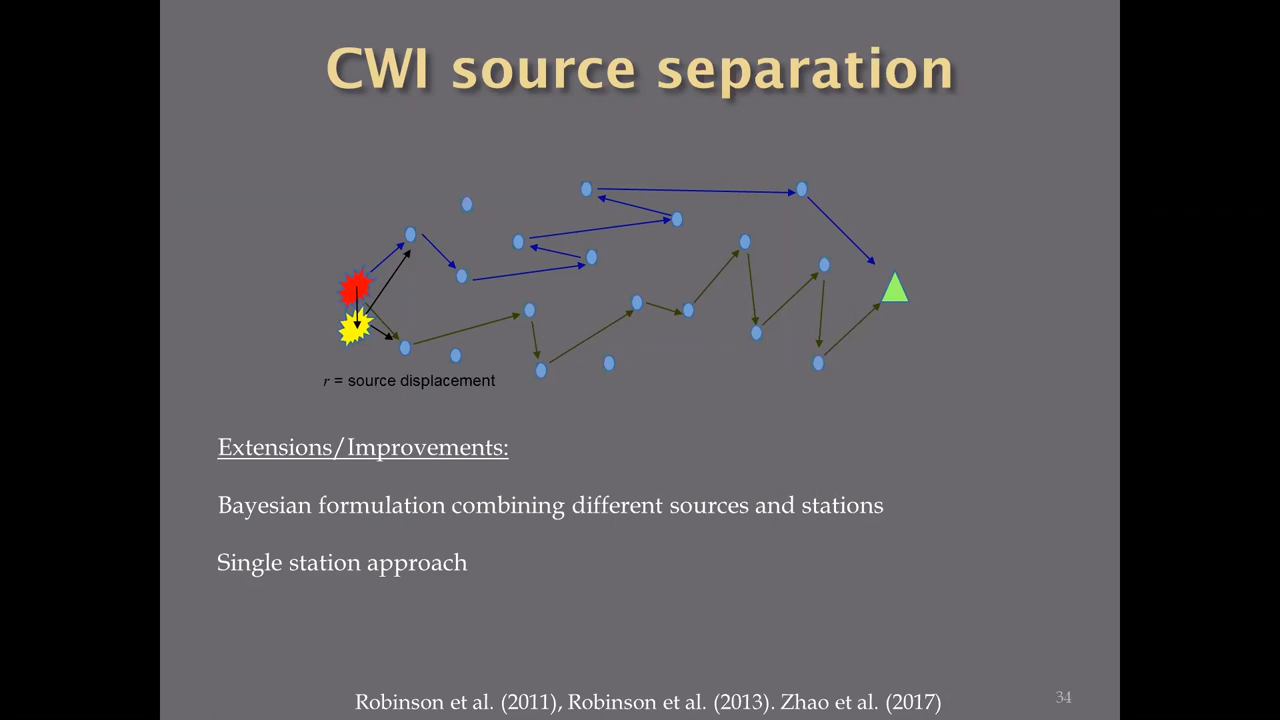 CWI source separation
r = source displacement
Extensions/Improvements:
Bayesian formulation combining different sources and stations
Single station approach
Robinson et al. (2011), Robinson et al. (2013). Zhao et al. (2017)
34